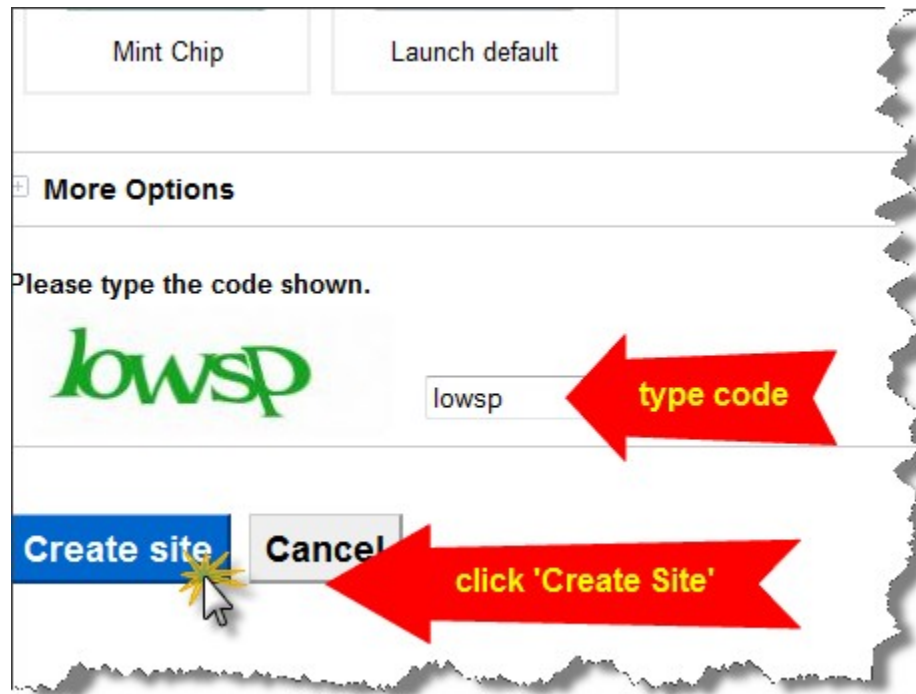 Mint Chip
Launch default
More Options
Please type the code shown.
lowsp
lowsp
type code
Create site
Cancel
click 'Create Site'